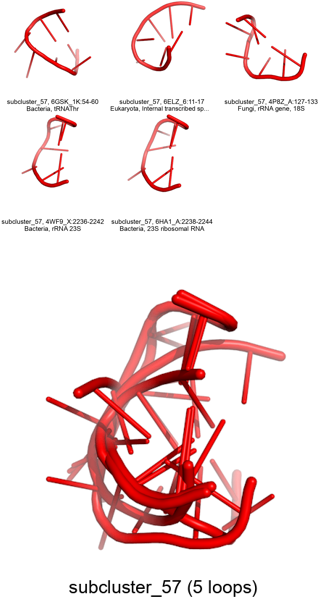 subcluster_57, 6GSK_1K:54-60
Bacteria, tRNAThr
subcluster_57, 6ELZ_6:11-17
Eukaryota, Internal transcribed sp...
subcluster_57, 4P8Z_A:127-133
Fungi, rRNA gene, 18S
subcluster_57, 4WF9_X:2236-2242
Bacteria, rRNA 23S
subcluster_57, 6HA1_A:2238-2244
Bacteria, 23S ribosomal RNA
subcluster_57 (5 loops)